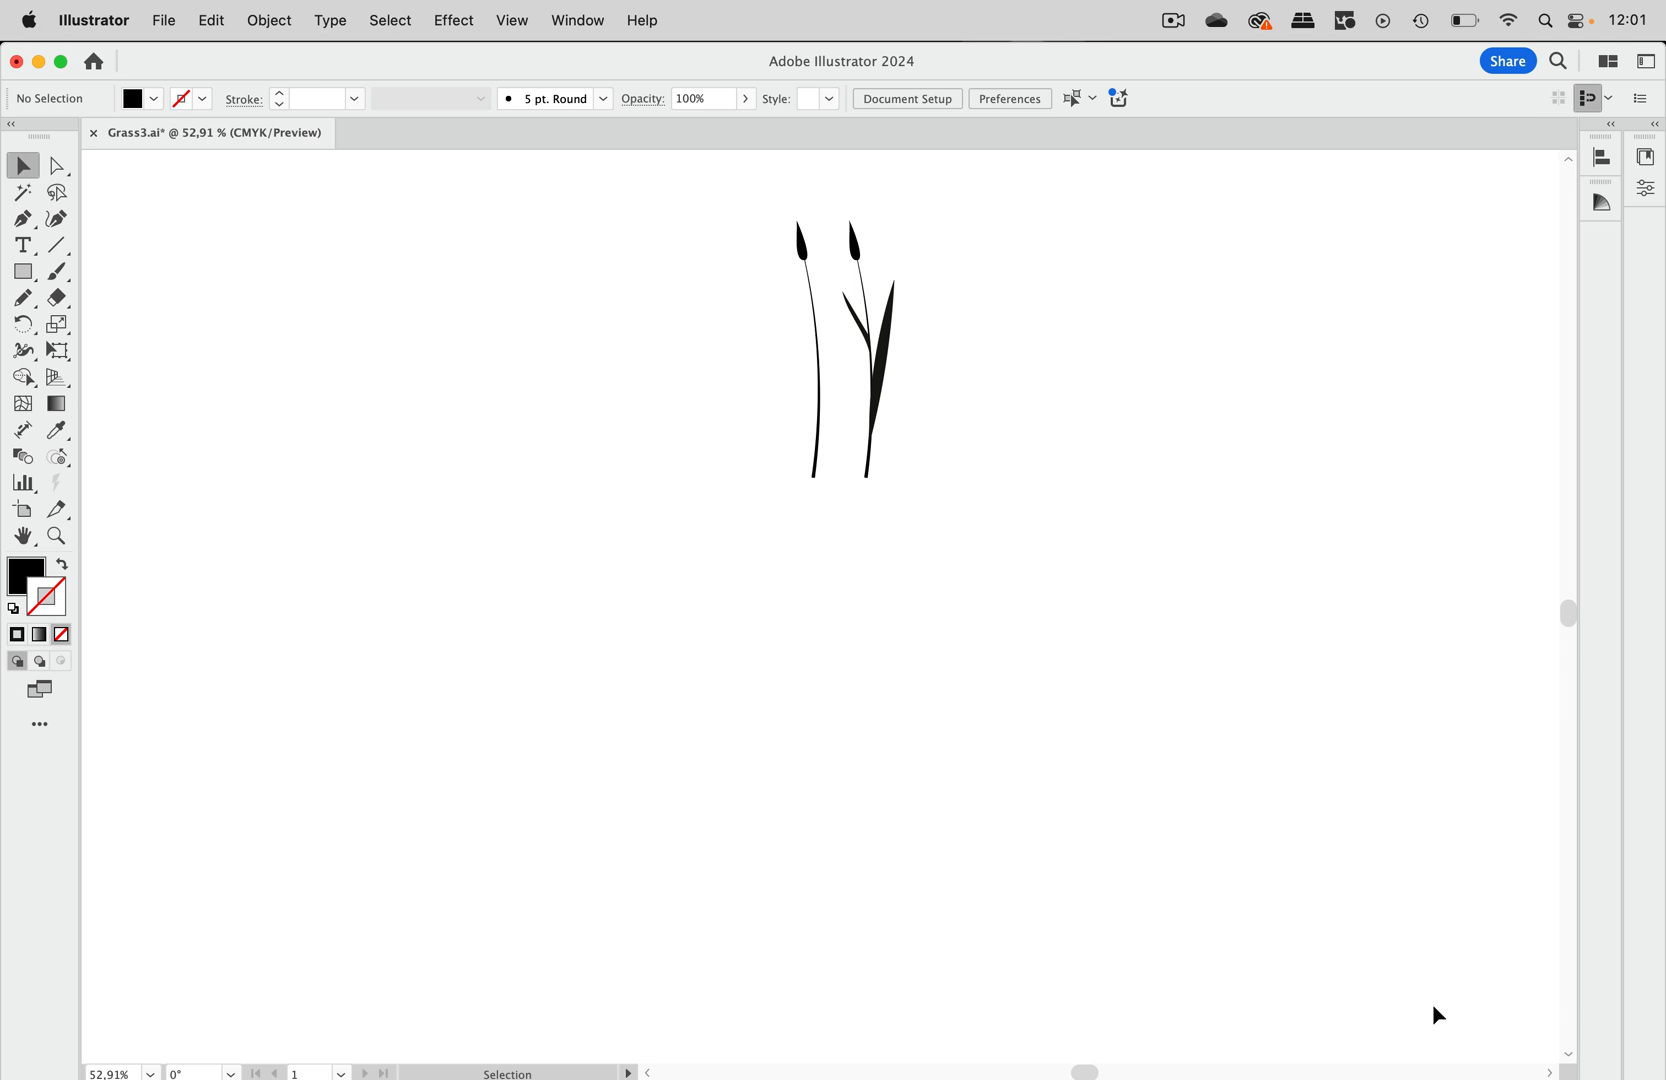 Illustrator File Edit Object Type Select Effect View Window Help 12:01
Adobe Illustrator 2024 Share
No Selection Stroke: 5 pt. Round Opacity: 100% Style: Document Setup Preferences
Grass3.ai* @ 52,91 % (CMYK/Preview)
52,91% 0° 1 Selection